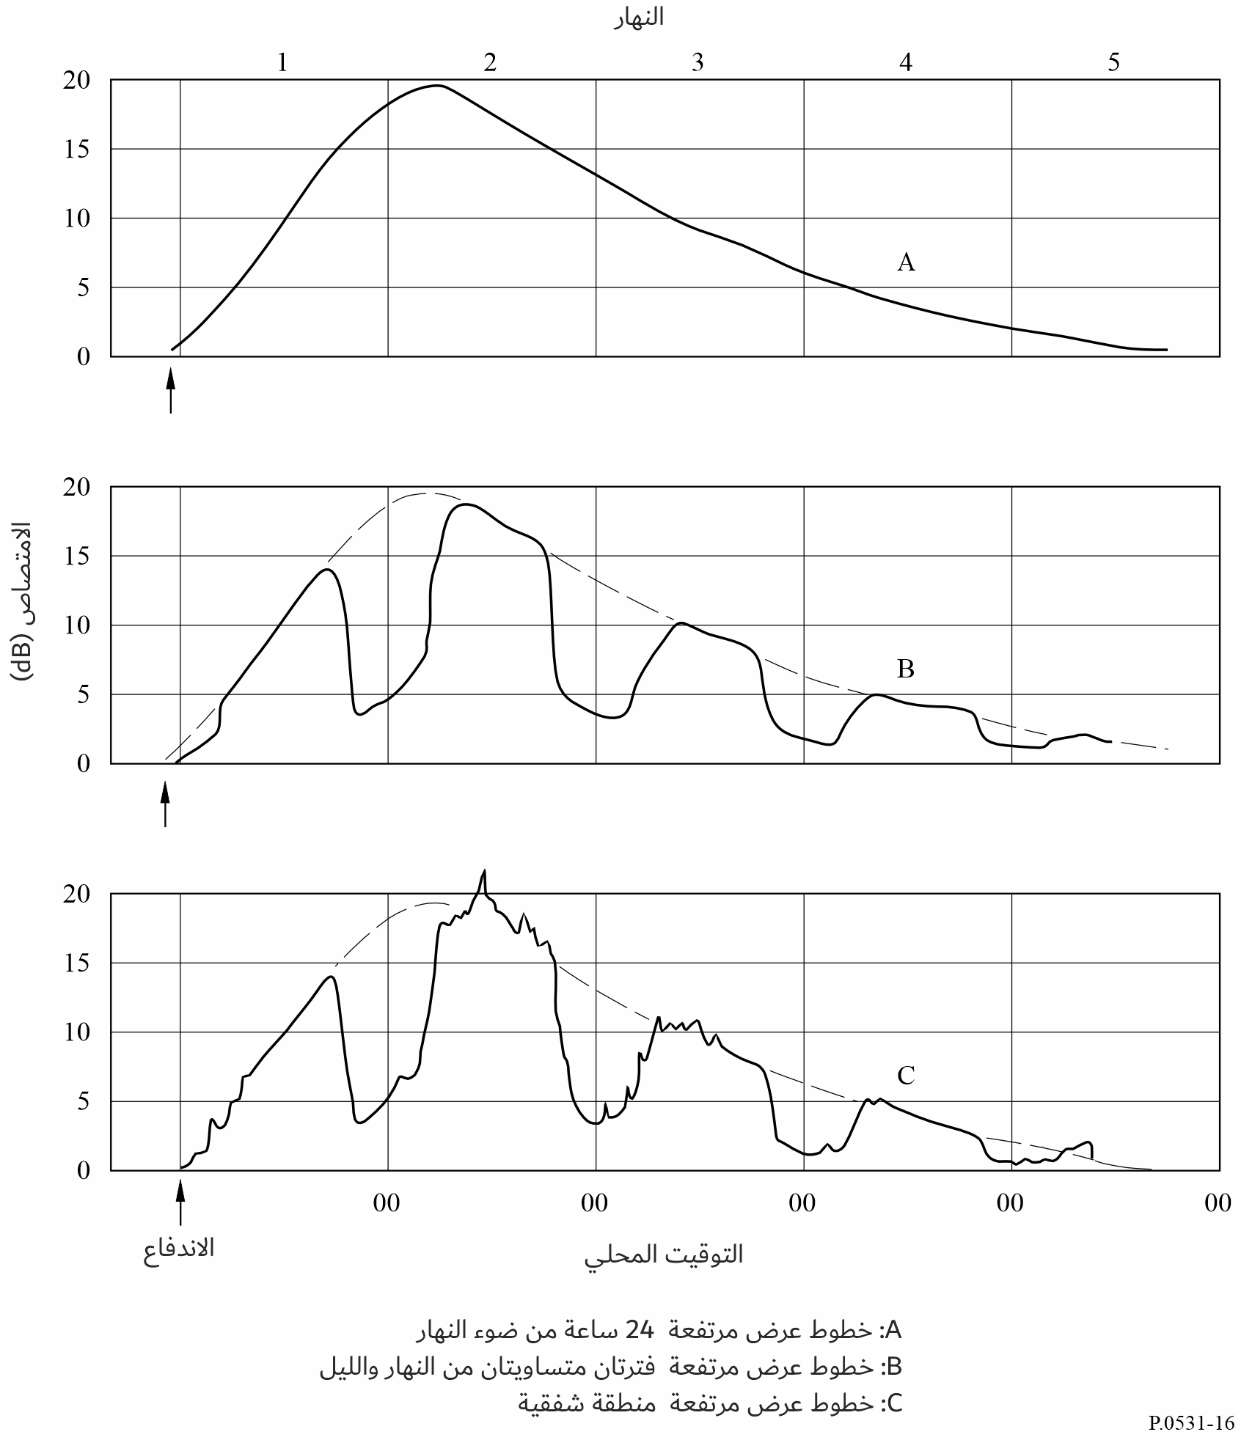 النهار
1 2 3 4 5
20
15
10
5
0
A
الامتصاص (dB)
20
15
10
5
0
B
20
15
10
5
0
C
00 00 00 00 00
الاندفاع
التوقيت المحلي
A: خطوط عرض مرتفعة 24 ساعة من ضوء النهار
B: خطوط عرض مرتفعة فترتان متساويتان من النهار والليل
C: خطوط عرض مرتفعة منطقة شفقية
P.0531-16